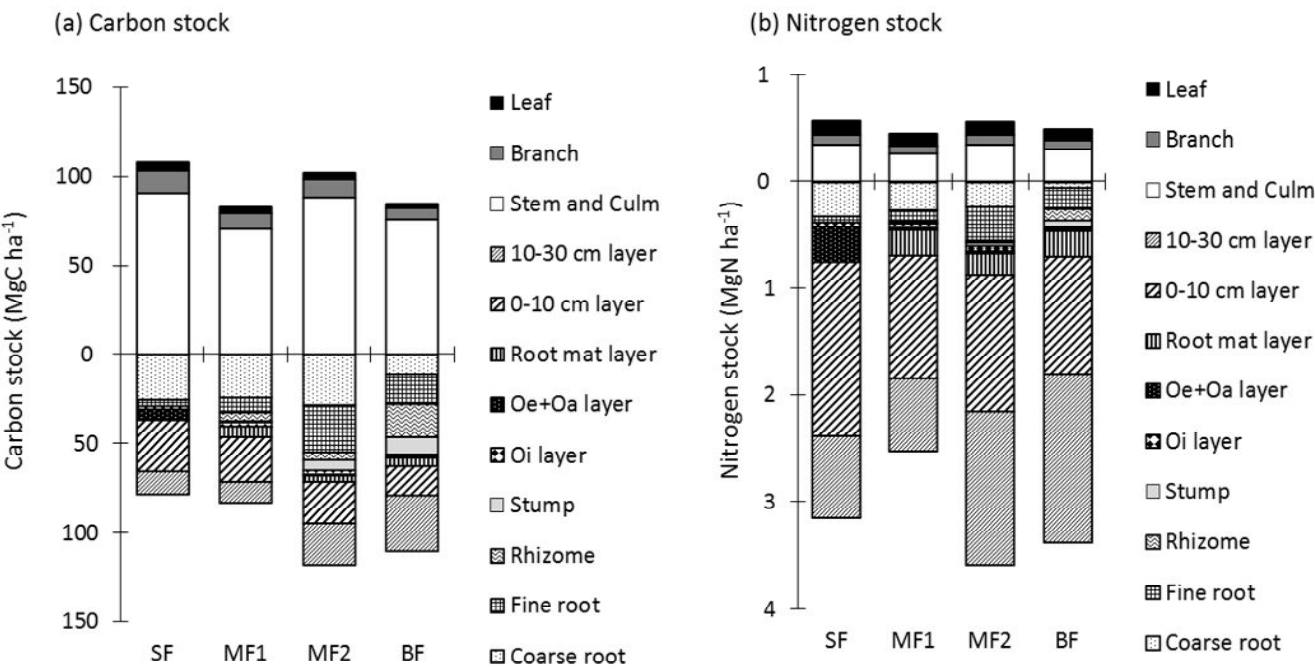 (a) Carbon stock
Carbon stock (MgC ha⁻¹)
150
100
50
0
50
100
150
SF MF1 MF2 BF
Leaf
Branch
Stem and Culm
10-30 cm layer
0-10 cm layer
Root mat layer
Oe+Oa layer
Oi layer
Stump
Rhizome
Fine root
Coarse root
(b) Nitrogen stock
Nitrogen stock (MgN ha⁻¹)
1
0
1
2
3
4
SF MF1 MF2 BF
Leaf
Branch
Stem and Culm
10-30 cm layer
0-10 cm layer
Root mat layer
Oe+Oa layer
Oi layer
Stump
Rhizome
Fine root
Coarse root